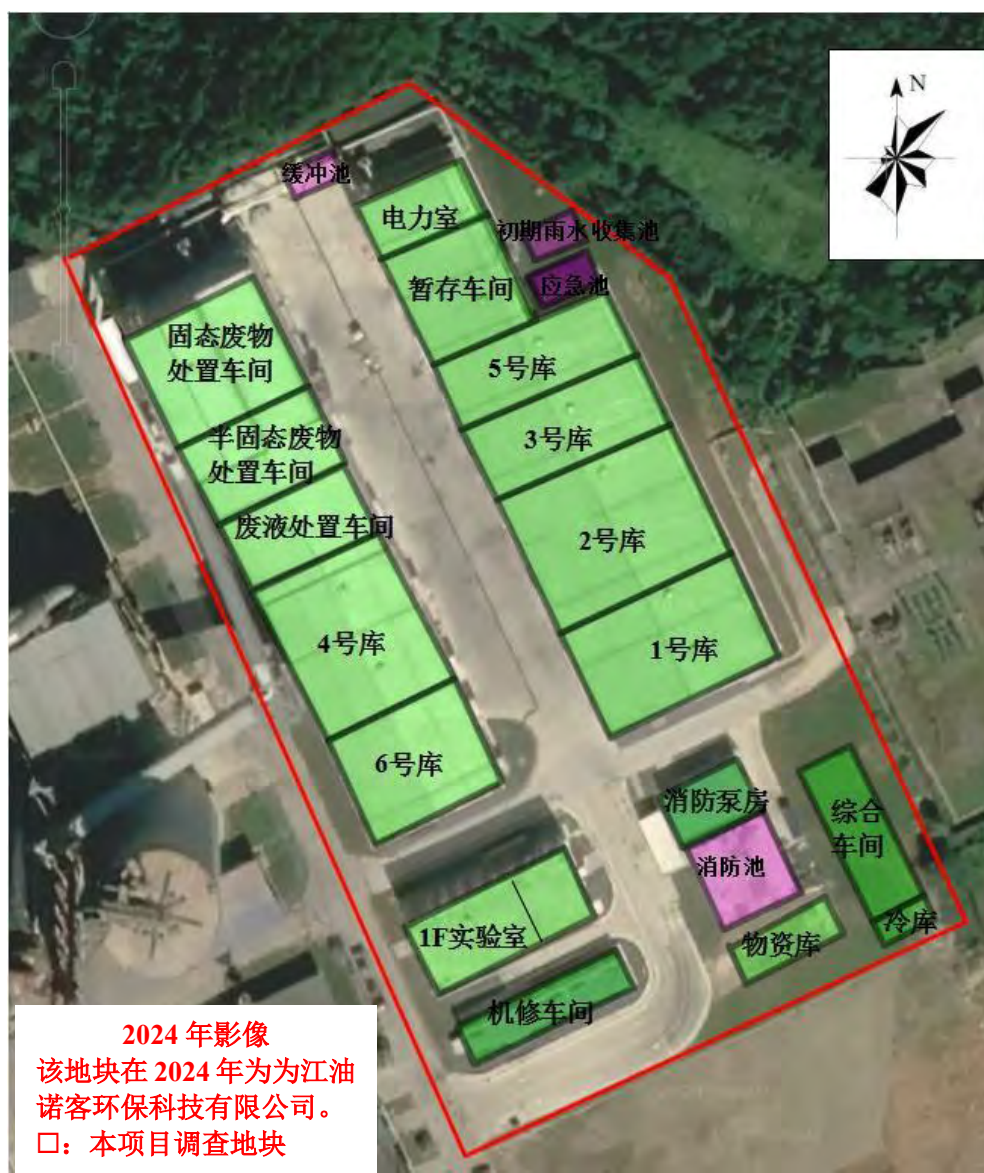 N
缓冲池
电力室
初期雨水收集池
暂存车间
应急池
固态废物
处置车间
5号库
3号库
半固态废物
处置车间
废液处置车间
2号库
4号库
1号库
6号库
消防泵房
综合
车间
消防池
冷库
1F实验室
物资库
机修车间
2024 年影像
该地块在 2024 年为为江油
诺客环保科技有限公司。
□：本项目调查地块